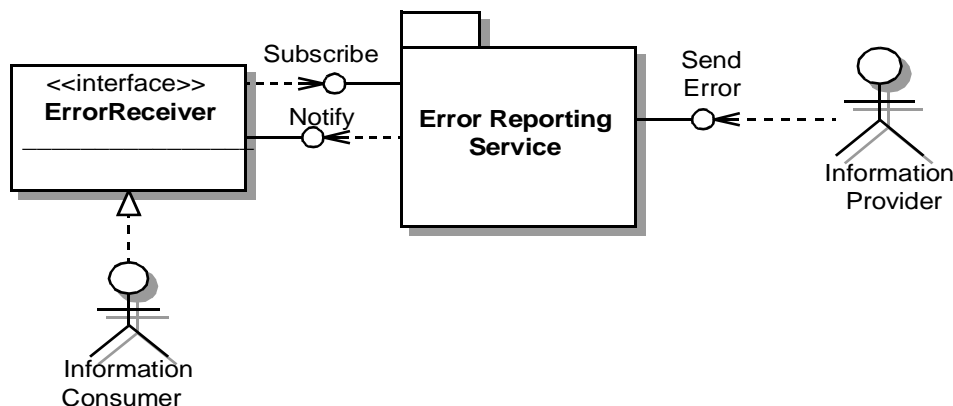 Subscribe
<<interface>>
ErrorReceiver
Notify
Error Reporting
Service
Send
Error
Information
Provider
Information
Consumer